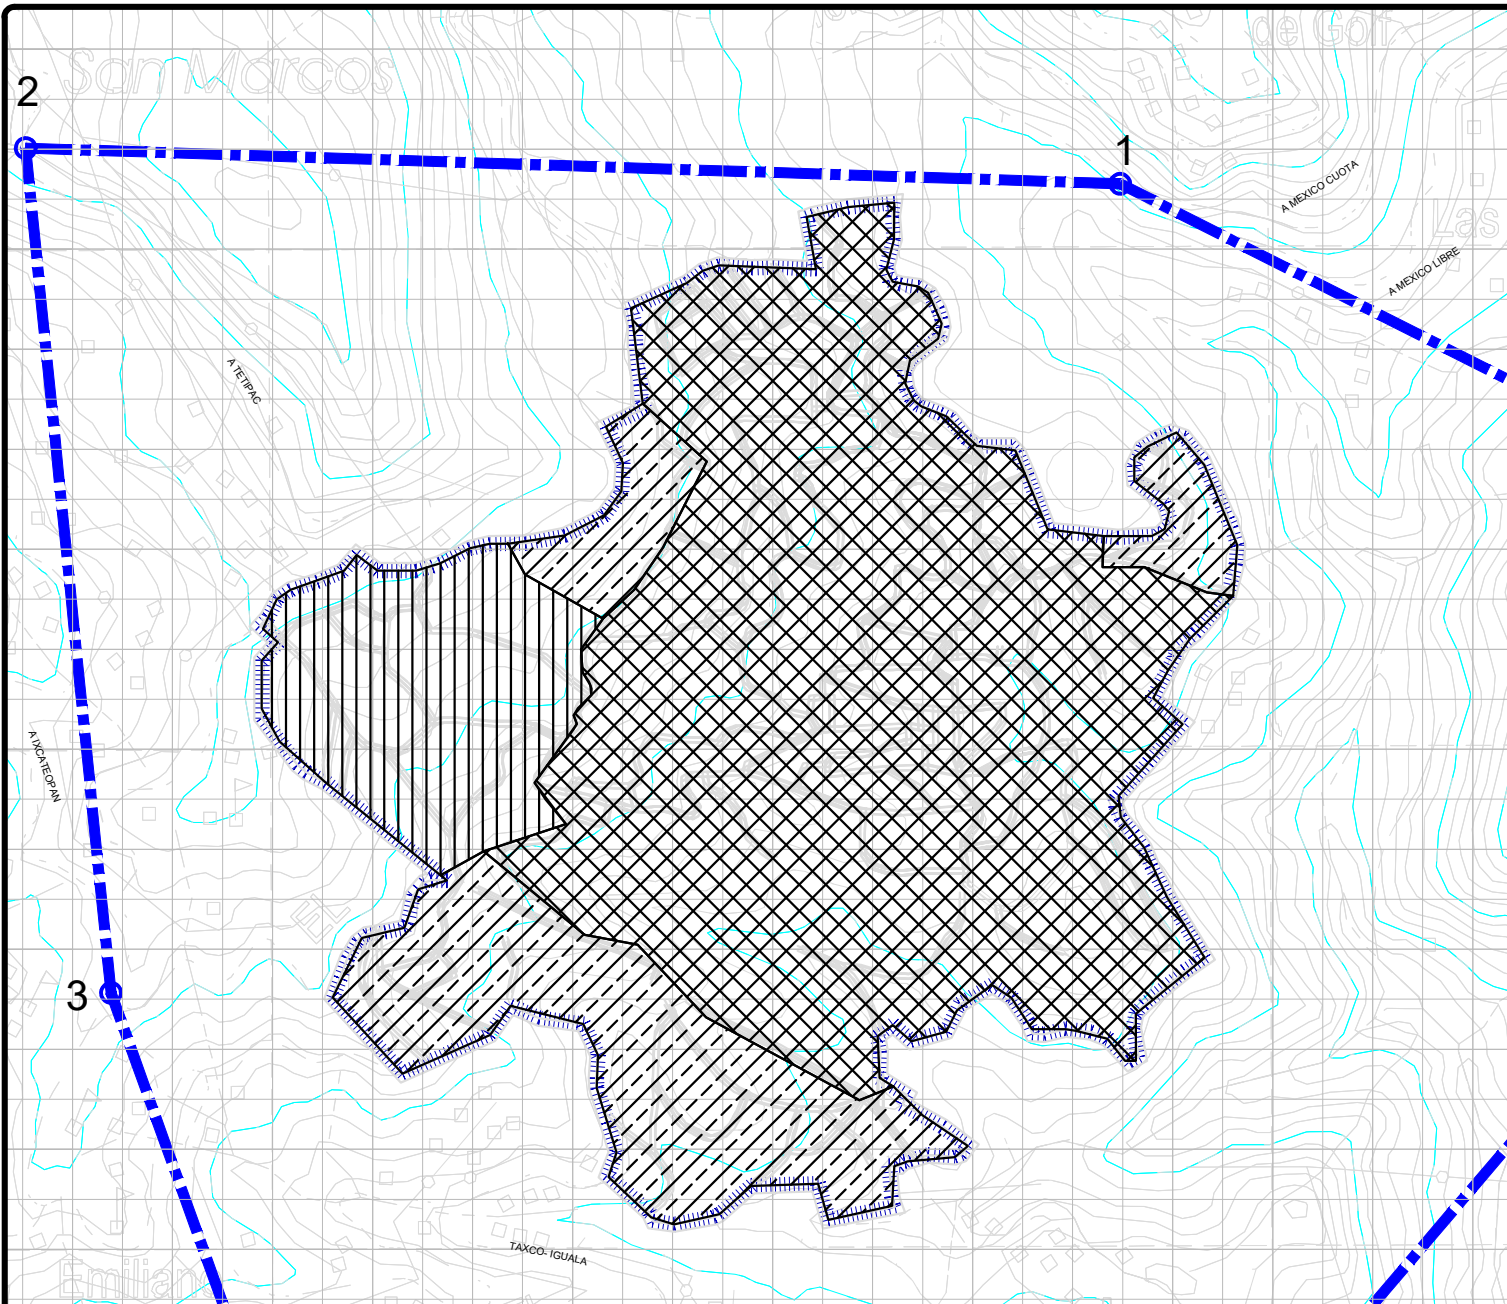 de Golf
San Marcos
2
1
A MEXICO CUOTA
Las
A MEXICO LIBRE
A TETIPAC
A IXCATEOPAN
3
TAXCO- IGUALA
Emilian